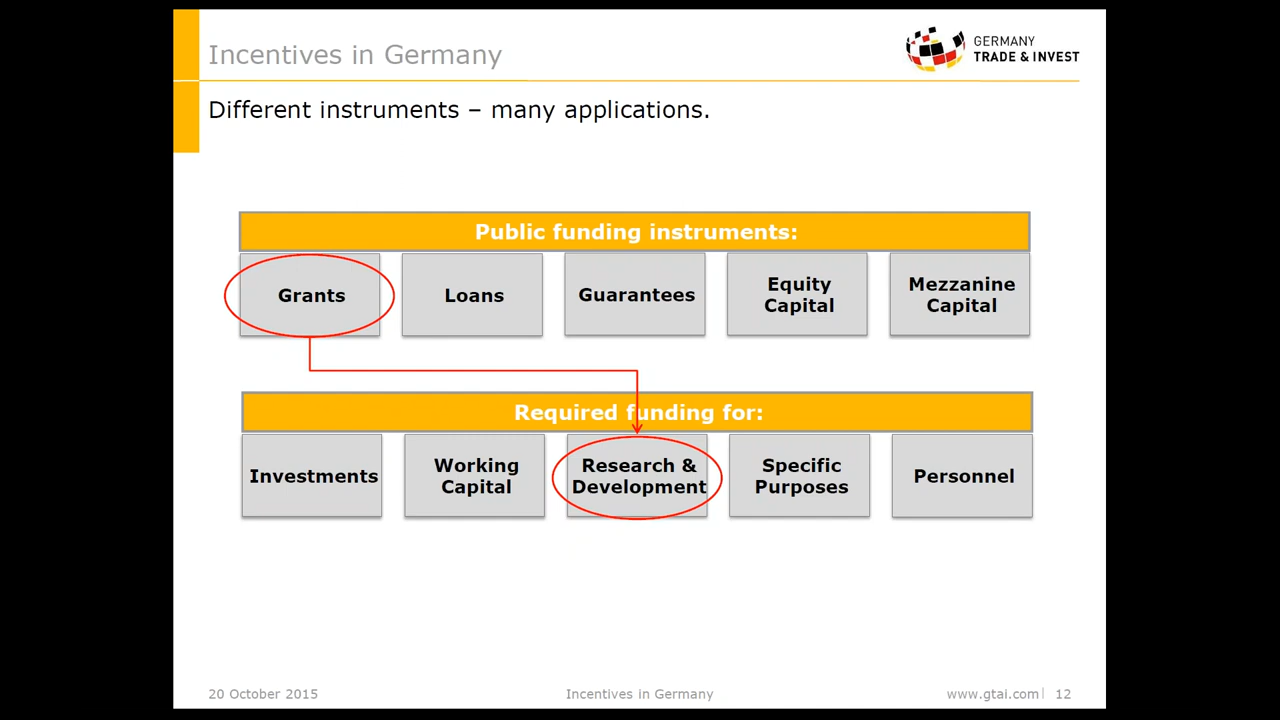 Incentives in Germany
GERMANY
TRADE & INVEST
Different instruments – many applications.
Public funding instruments:
Grants
Loans
Guarantees
Equity
Capital
Mezzanine
Capital
Required funding for:
Investments
Working
Capital
Research &
Development
Specific
Purposes
Personnel
20 October 2015
Incentives in Germany
www.gtai.com
12